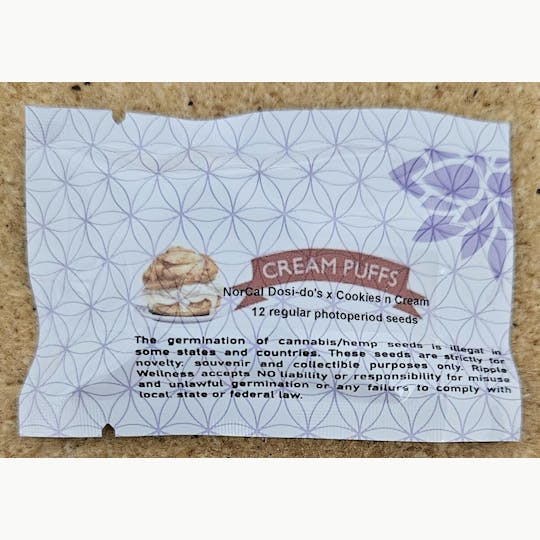 CREAM PUFFS
NorCal Dosi-do's x Cookies n Cream
12 regular photoperiod seeds
The germination of cannabis/hemp seeds is illegal in
some states and countries. These seeds are strictly for
novelty, souvenir and collectible purposes only. Ripple
Wellness accepts NO liability or responsibility for misuse
and unlawful germination or any failure to comply with
local, state or federal law.